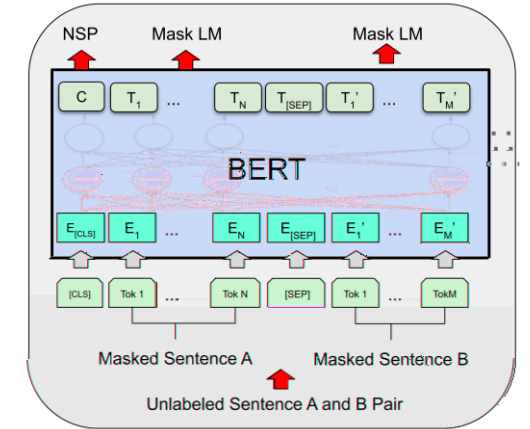 NSP Mask LM Mask LM
C T1 ... TN T[SEP] T1’ ... TM’
BERT
E[CLS] E1 ... EN E[SEP] E1’ ... EM’
[CLS] Tok 1 ... Tok N [SEP] Tok 1 ... TokM
Masked Sentence A Masked Sentence B
Unlabeled Sentence A and B Pair